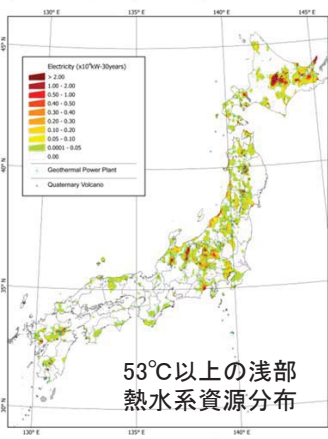 135° E
140° E
145° E
45° N
Electricity (x10⁴kW-30years)
> 2.00
1.00 - 2.00
0.50 - 1.00
0.40 - 0.50
0.30 - 0.40
0.20 - 0.30
0.10 - 0.20
0.05 - 0.10
0.0001 - 0.05
0.00
Geothermal Power Plant
Quaternary Volcano
40° N
35° N
30° N
53℃以上の浅部
熱水系資源分布
130° E
135° E
140° E